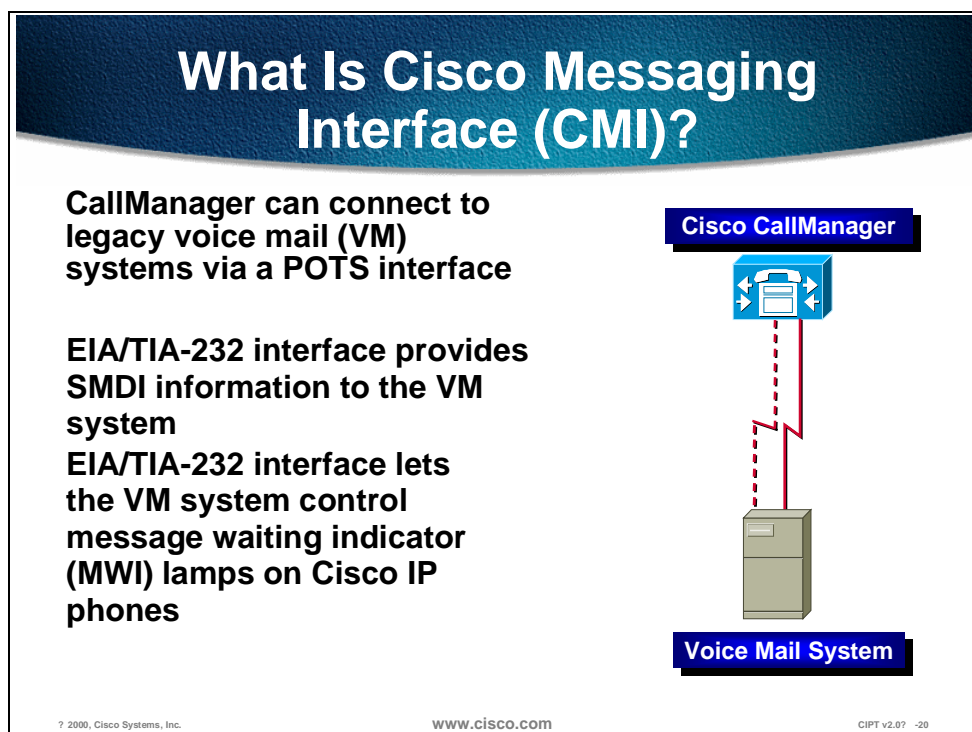 What Is Cisco Messaging
Interface (CMI)?
CallManager can connect to
legacy voice mail (VM)
systems via a POTS interface
EIA/TIA-232 interface provides
SMDI information to the VM
system
EIA/TIA-232 interface lets
the VM system control
message waiting indicator
(MWI) lamps on Cisco IP
phones
Cisco CallManager
Voice Mail System
? 2000, Cisco Systems, Inc.
www.cisco.com
CIPT v2.0? -20